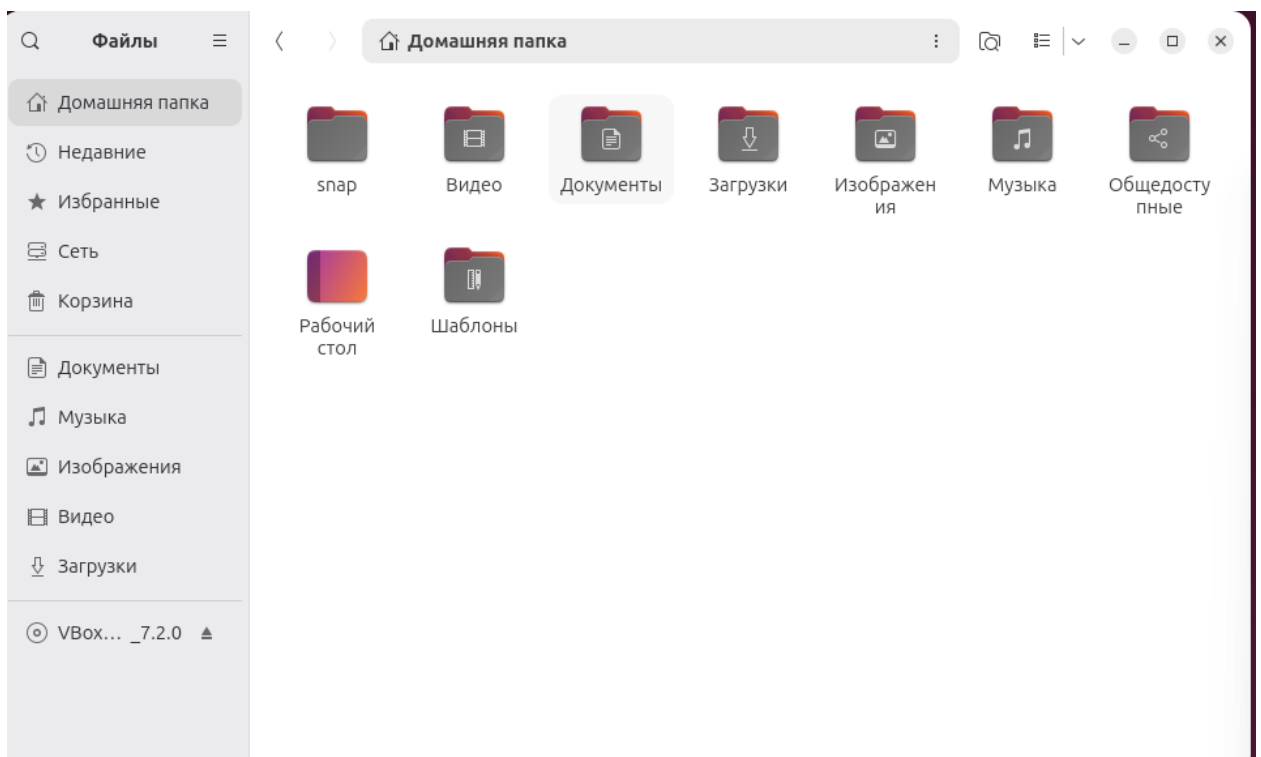 Файлы
Домашняя папка
Недавние
Избранные
Сеть
Корзина
Документы
Музыка
Изображения
Видео
Загрузки
VBox... _7.2.0
Домашняя папка
snap
Видео
Документы
Загрузки
Изображен
ия
Музыка
Общедосту
пные
Рабочий
стол
Шаблоны